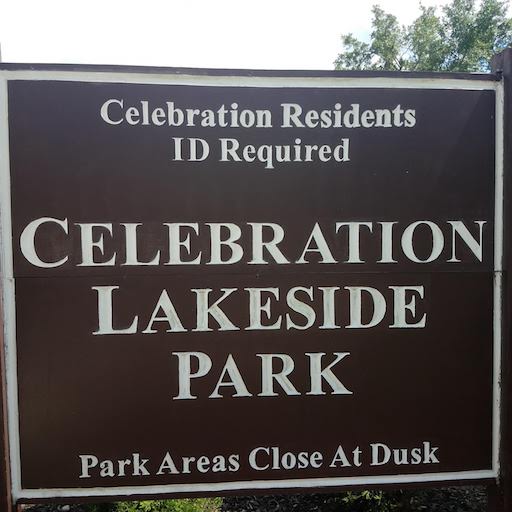 Celebration Residents
ID Required
CELEBRATION
LAKESIDE
PARK
Park Areas Close At Dusk